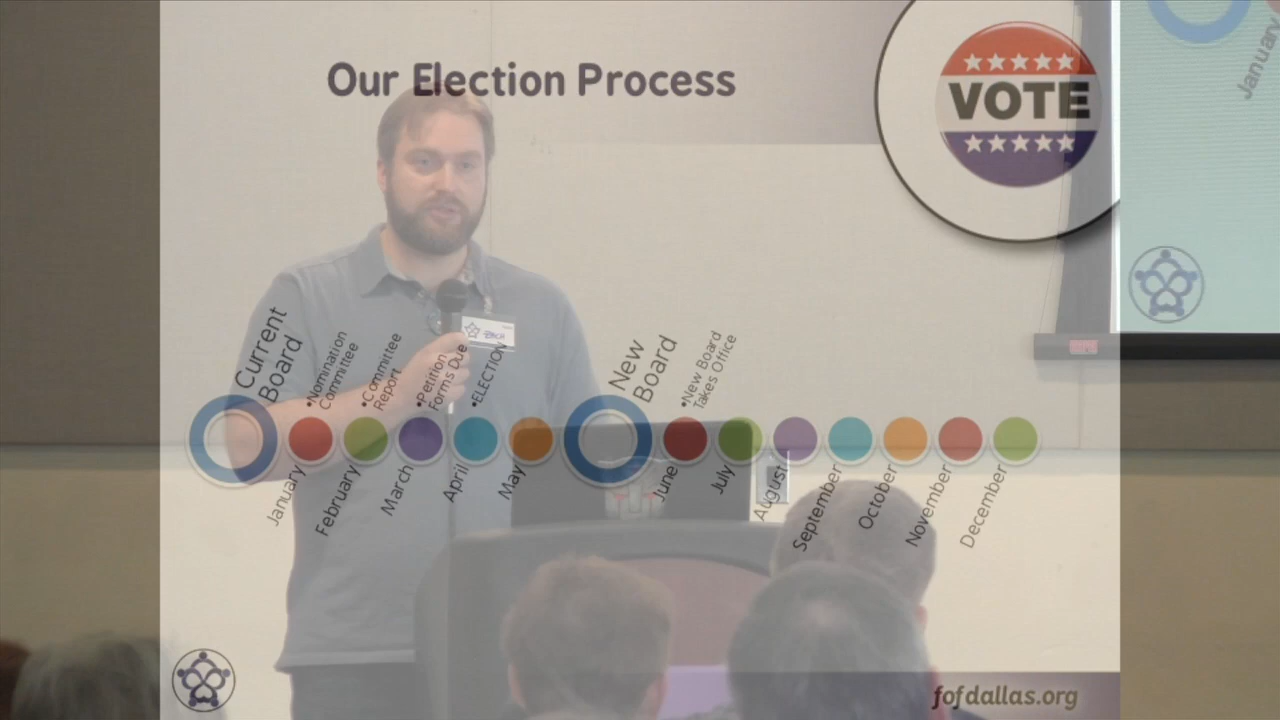 Our Election Process
VOTE
January
ZACH
Current
Board
•Nomination
Committee
•Committee
Report
•Petition
Forms Due
•ELECTION
New
Board
•New Board
Takes Office
January
February
March
April
May
June
July
August
September
October
November
December
fofdallas.org